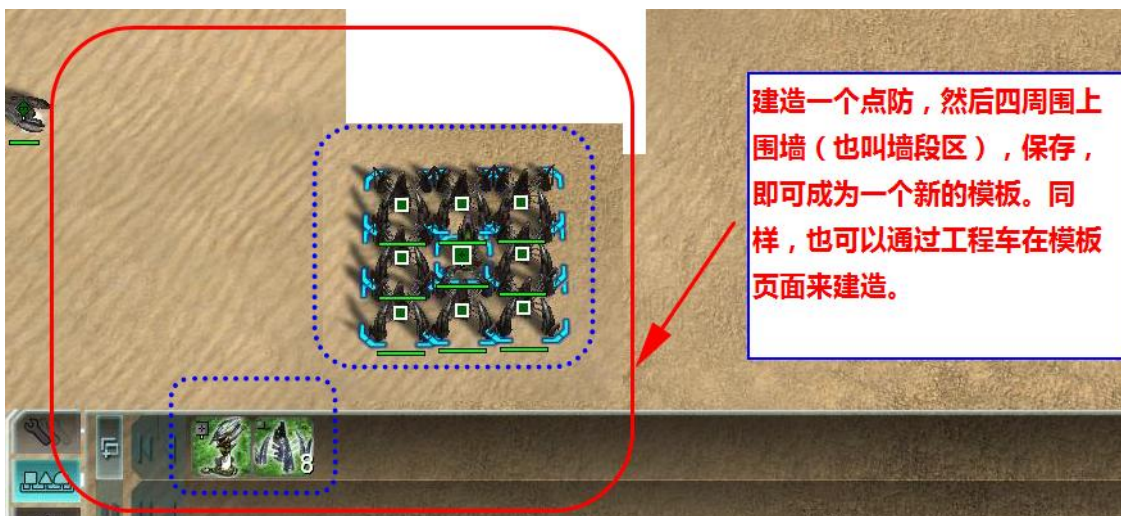 建造一个点防，然后四周围上
围墙（也叫墙段区），保存，
即可成为一个新的模板。同
样，也可以通过工程车在模板
页面来建造。
8